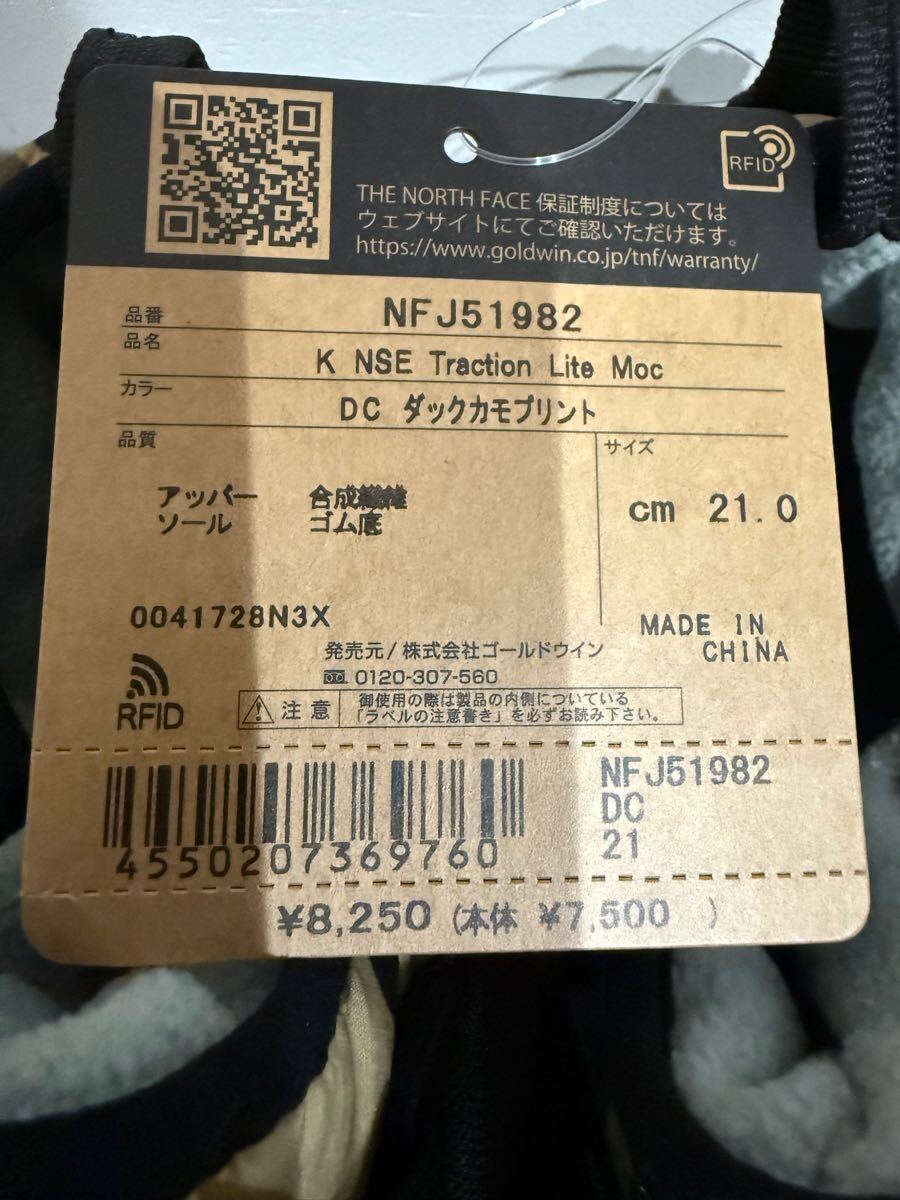 THE NORTH FACE 保証制度については
ウェブサイトにてご確認いただけます。
https://www.goldwin.co.jp/tnf/warranty/
RFID
品番 NFJ51982
品名 K NSE Traction Lite Moc
カラー DC ダックカモプリント
品質
アッパー 合成繊維
ソール ゴム底
サイズ
cm 21.0
0041728N3X
MADE IN
CHINA
発売元/株式会社ゴールドウイン
0120-307-560
RFID
注意
御使用の際は製品の内側についている
「ラベルの注意書き」を必ずお読み下さい。
4550207369760
NFJ51982
DC
21
¥8,250 (本体 ¥7,500 )